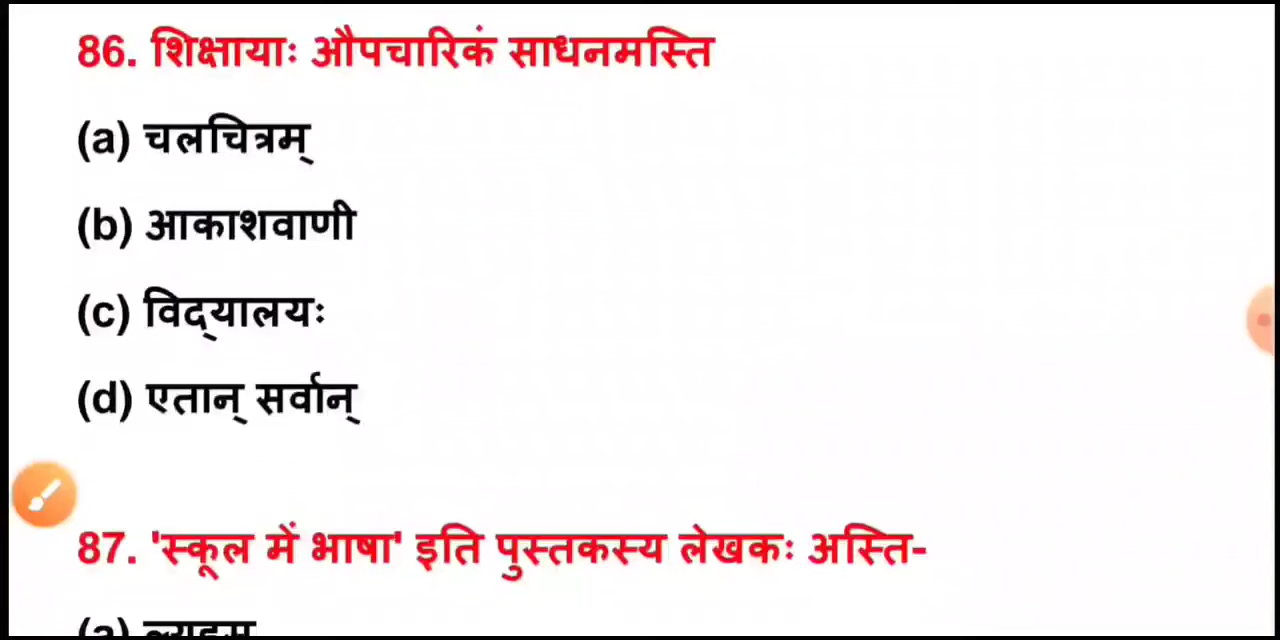 86. शिक्षायाः औपचारिकं साधनमस्ति
(a) चलचित्रम्
(b) आकाशवाणी
(c) विद्यालयः
(d) एतान् सर्वान्
87. 'स्कूल में भाषा' इति पुस्तकस्य लेखकः अस्ति-
(a)